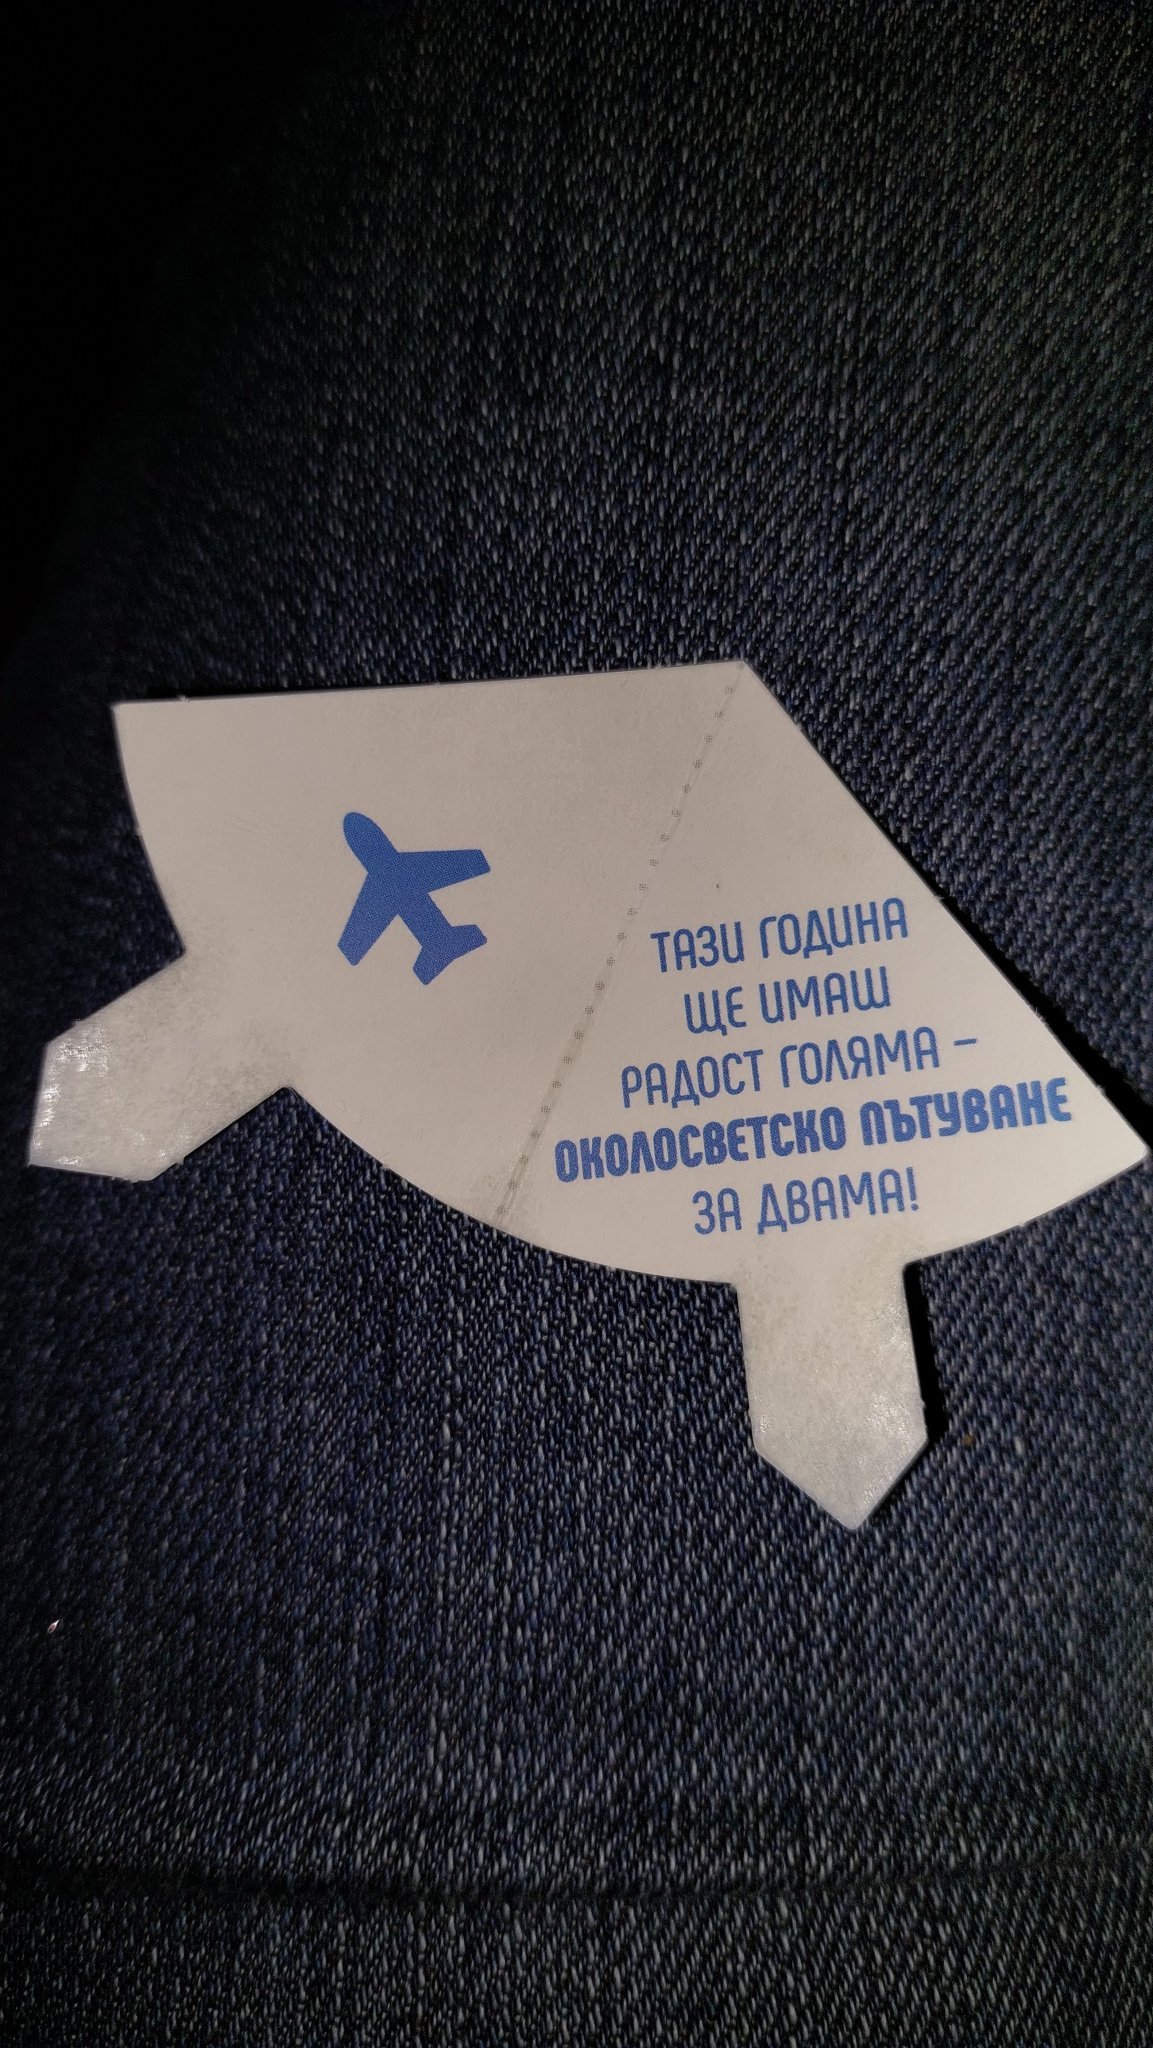 ТАЗИ ГОДИНА
ЩЕ ИМАШ
РАДОСТ ГОЛЯМА –
ОКОЛОСВЕТСКО ПЪТУВАНЕ
ЗА ДВАМА!